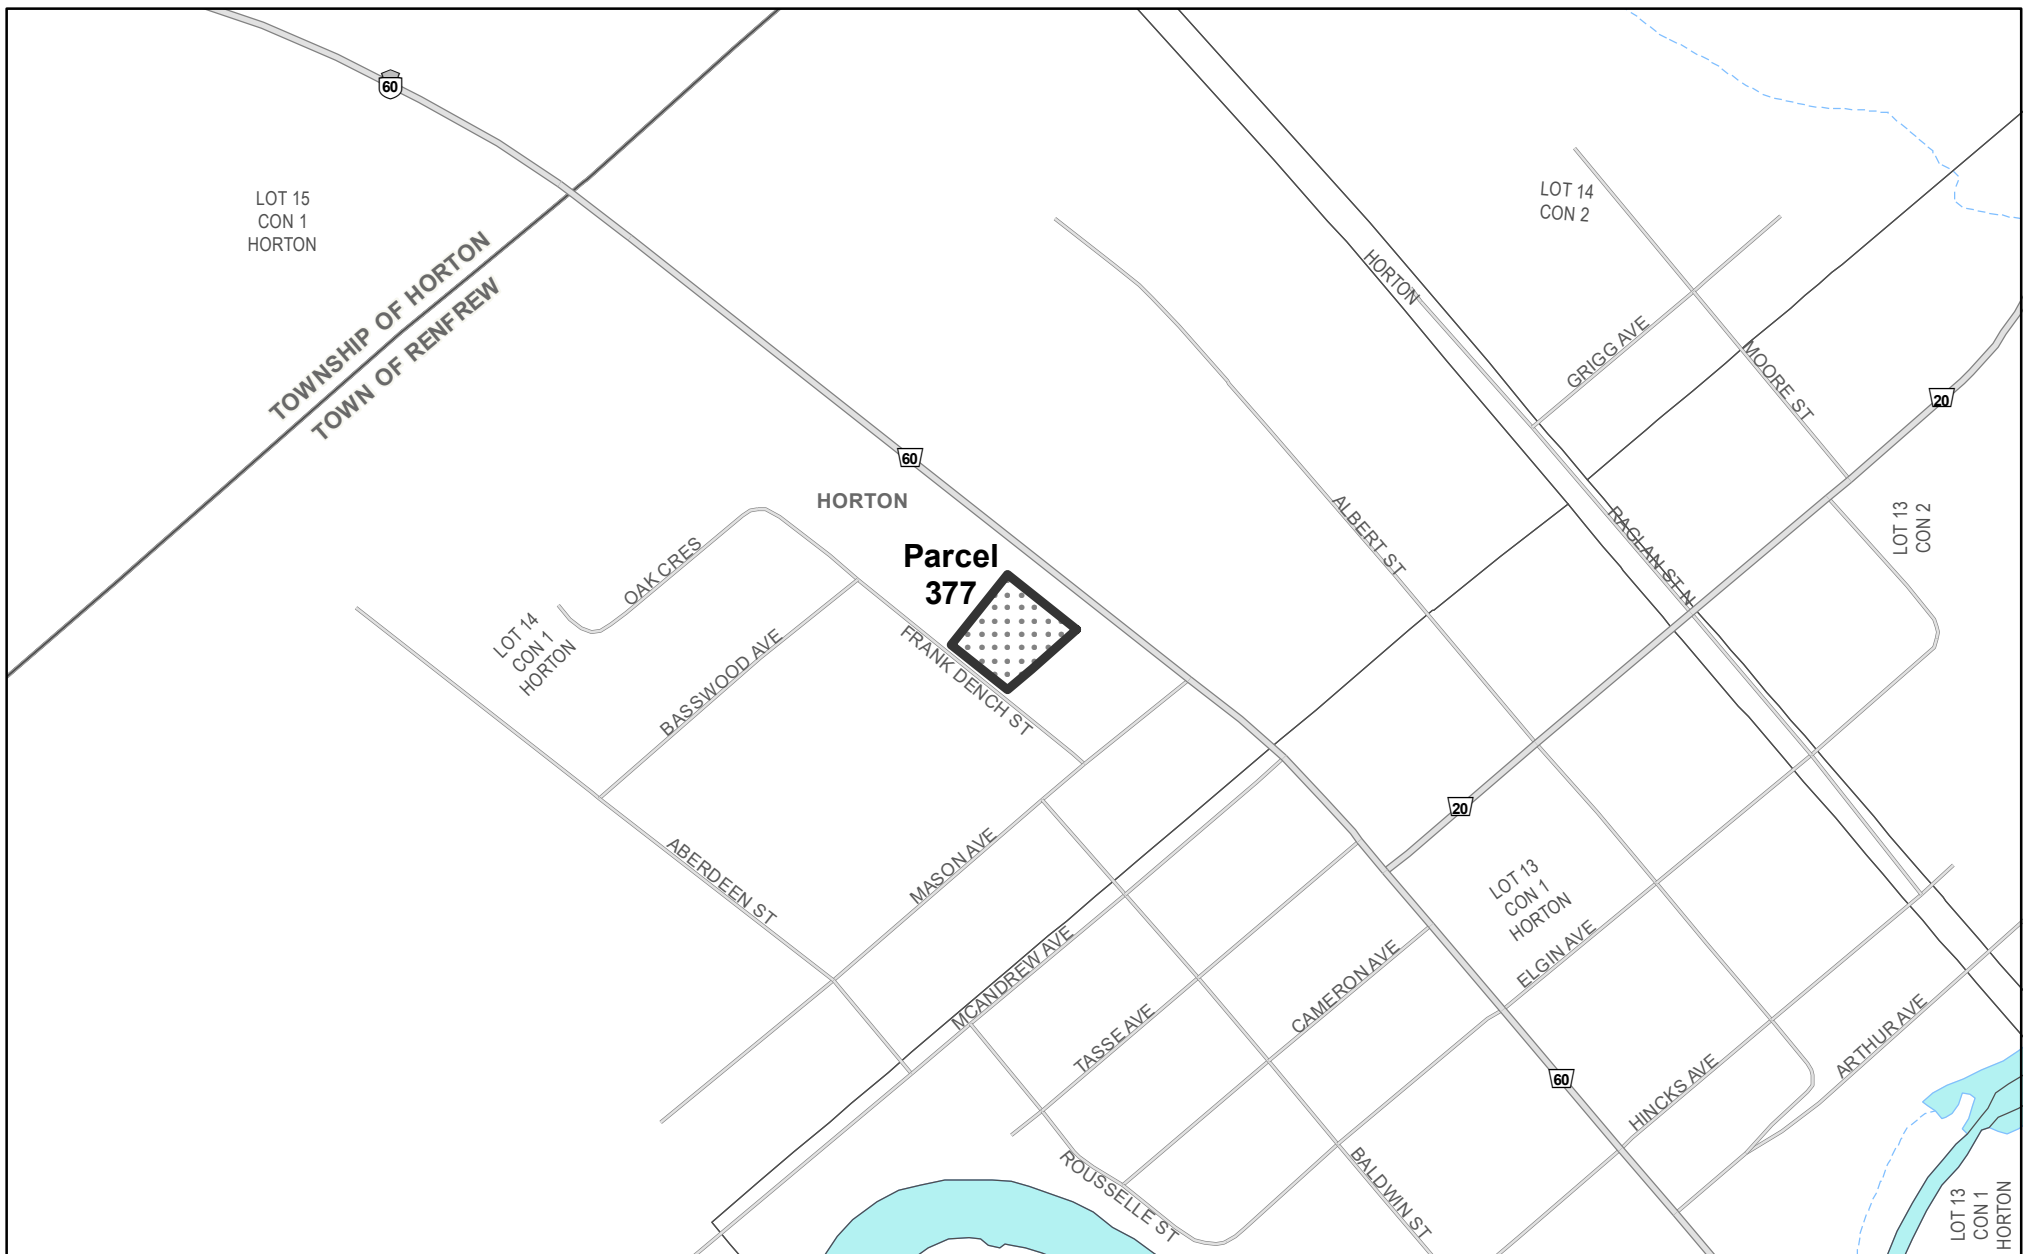 60
LOT 15
CON 1
HORTON
TOWNSHIP OF HORTON
TOWN OF RENFREW
LOT 14
CON 2
HORTON
GRIGG AVE
MOORE ST
20
60
HORTON
ALBERT ST
RAGLAN ST N
LOT 13
CON 2
Parcel
377
OAK CRES
LOT 14
CON 1
HORTON
BASSWOOD AVE
FRANK DENCH ST
20
ABERDEEN ST
MASON AVE
LOT 13
CON 1
HORTON
MCANDREW AVE
TASSE AVE
CAMERON AVE
ELGIN AVE
60
HINCKS AVE
ARTHUR AVE
ROUSSELLE ST
BALDWIN ST
LOT 13
CON 1
HORTON